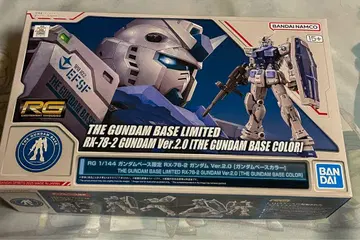 BANDAI NAMCO
15+
EFSF
RG
THE GUNDAM BASE LIMITED
RX-78-2 GUNDAM Ver.2.0 [THE GUNDAM BASE COLOR]
RG 1/144 ガンダムベース限定 RX-78-2 ガンダム Ver.2.0 [ガンダムベースカラー]
THE GUNDAM BASE LIMITED RX-78-2 GUNDAM Ver.2.0 [THE GUNDAM BASE COLOR]
BANDAI